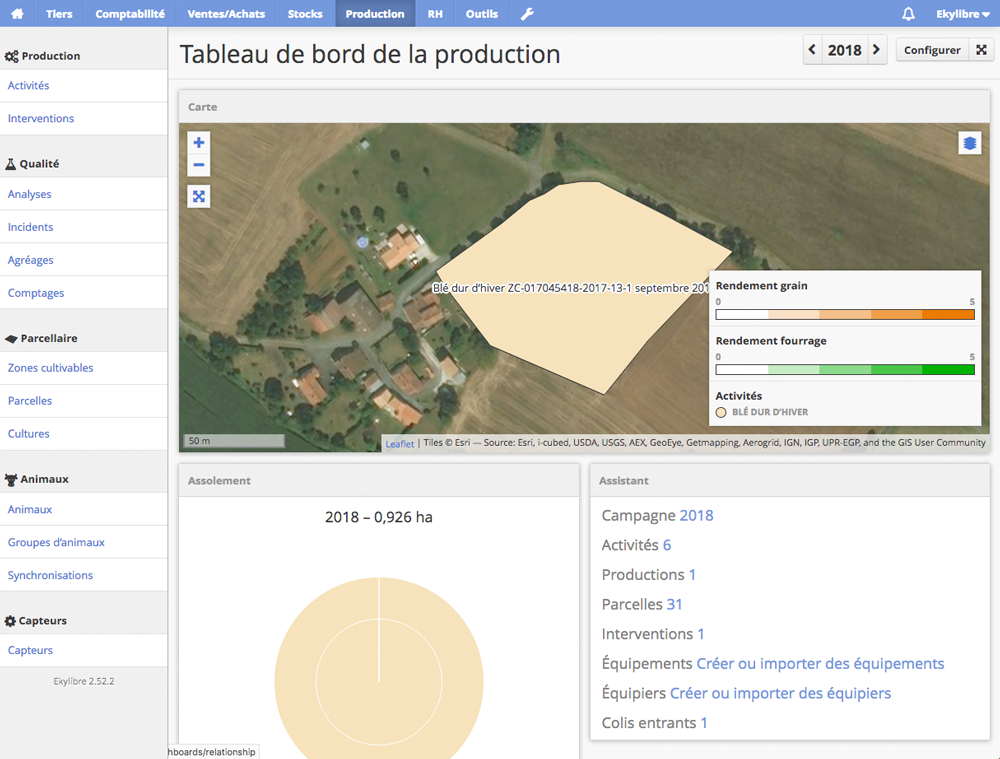 Tiers Comptabilité Ventes/Achats Stocks Production RH Outils Ekylibre
Production
Activités
Interventions
Qualité
Analyses
Incidents
Agréages
Comptages
Parcellaire
Zones cultivables
Parcelles
Cultures
Animaux
Animaux
Groupes d'animaux
Synchronisations
Capteurs
Capteurs
Ekylibre 2.52.2
Tableau de bord de la production
2018
Configurer
Carte
+
−
Blé dur d'hiver ZC-017045418-2017-13-1 septembre 201
Rendement grain
0 5
Rendement fourrage
0 5
Activités
BLÉ DUR D'HIVER
50 m
Leaflet | Tiles © Esri — Source: Esri, i-cubed, USDA, USGS, AEX, GeoEye, Getmapping, Aerogrid, IGN, IGP, UPR-EGP, and the GIS User Community
Assolement
2018 – 0,926 ha
Assistant
Campagne 2018
Activités 6
Productions 1
Parcelles 31
Interventions 1
Équipements Créer ou importer des équipements
Équipiers Créer ou importer des équipiers
Colis entrants 1
hboards/relationship